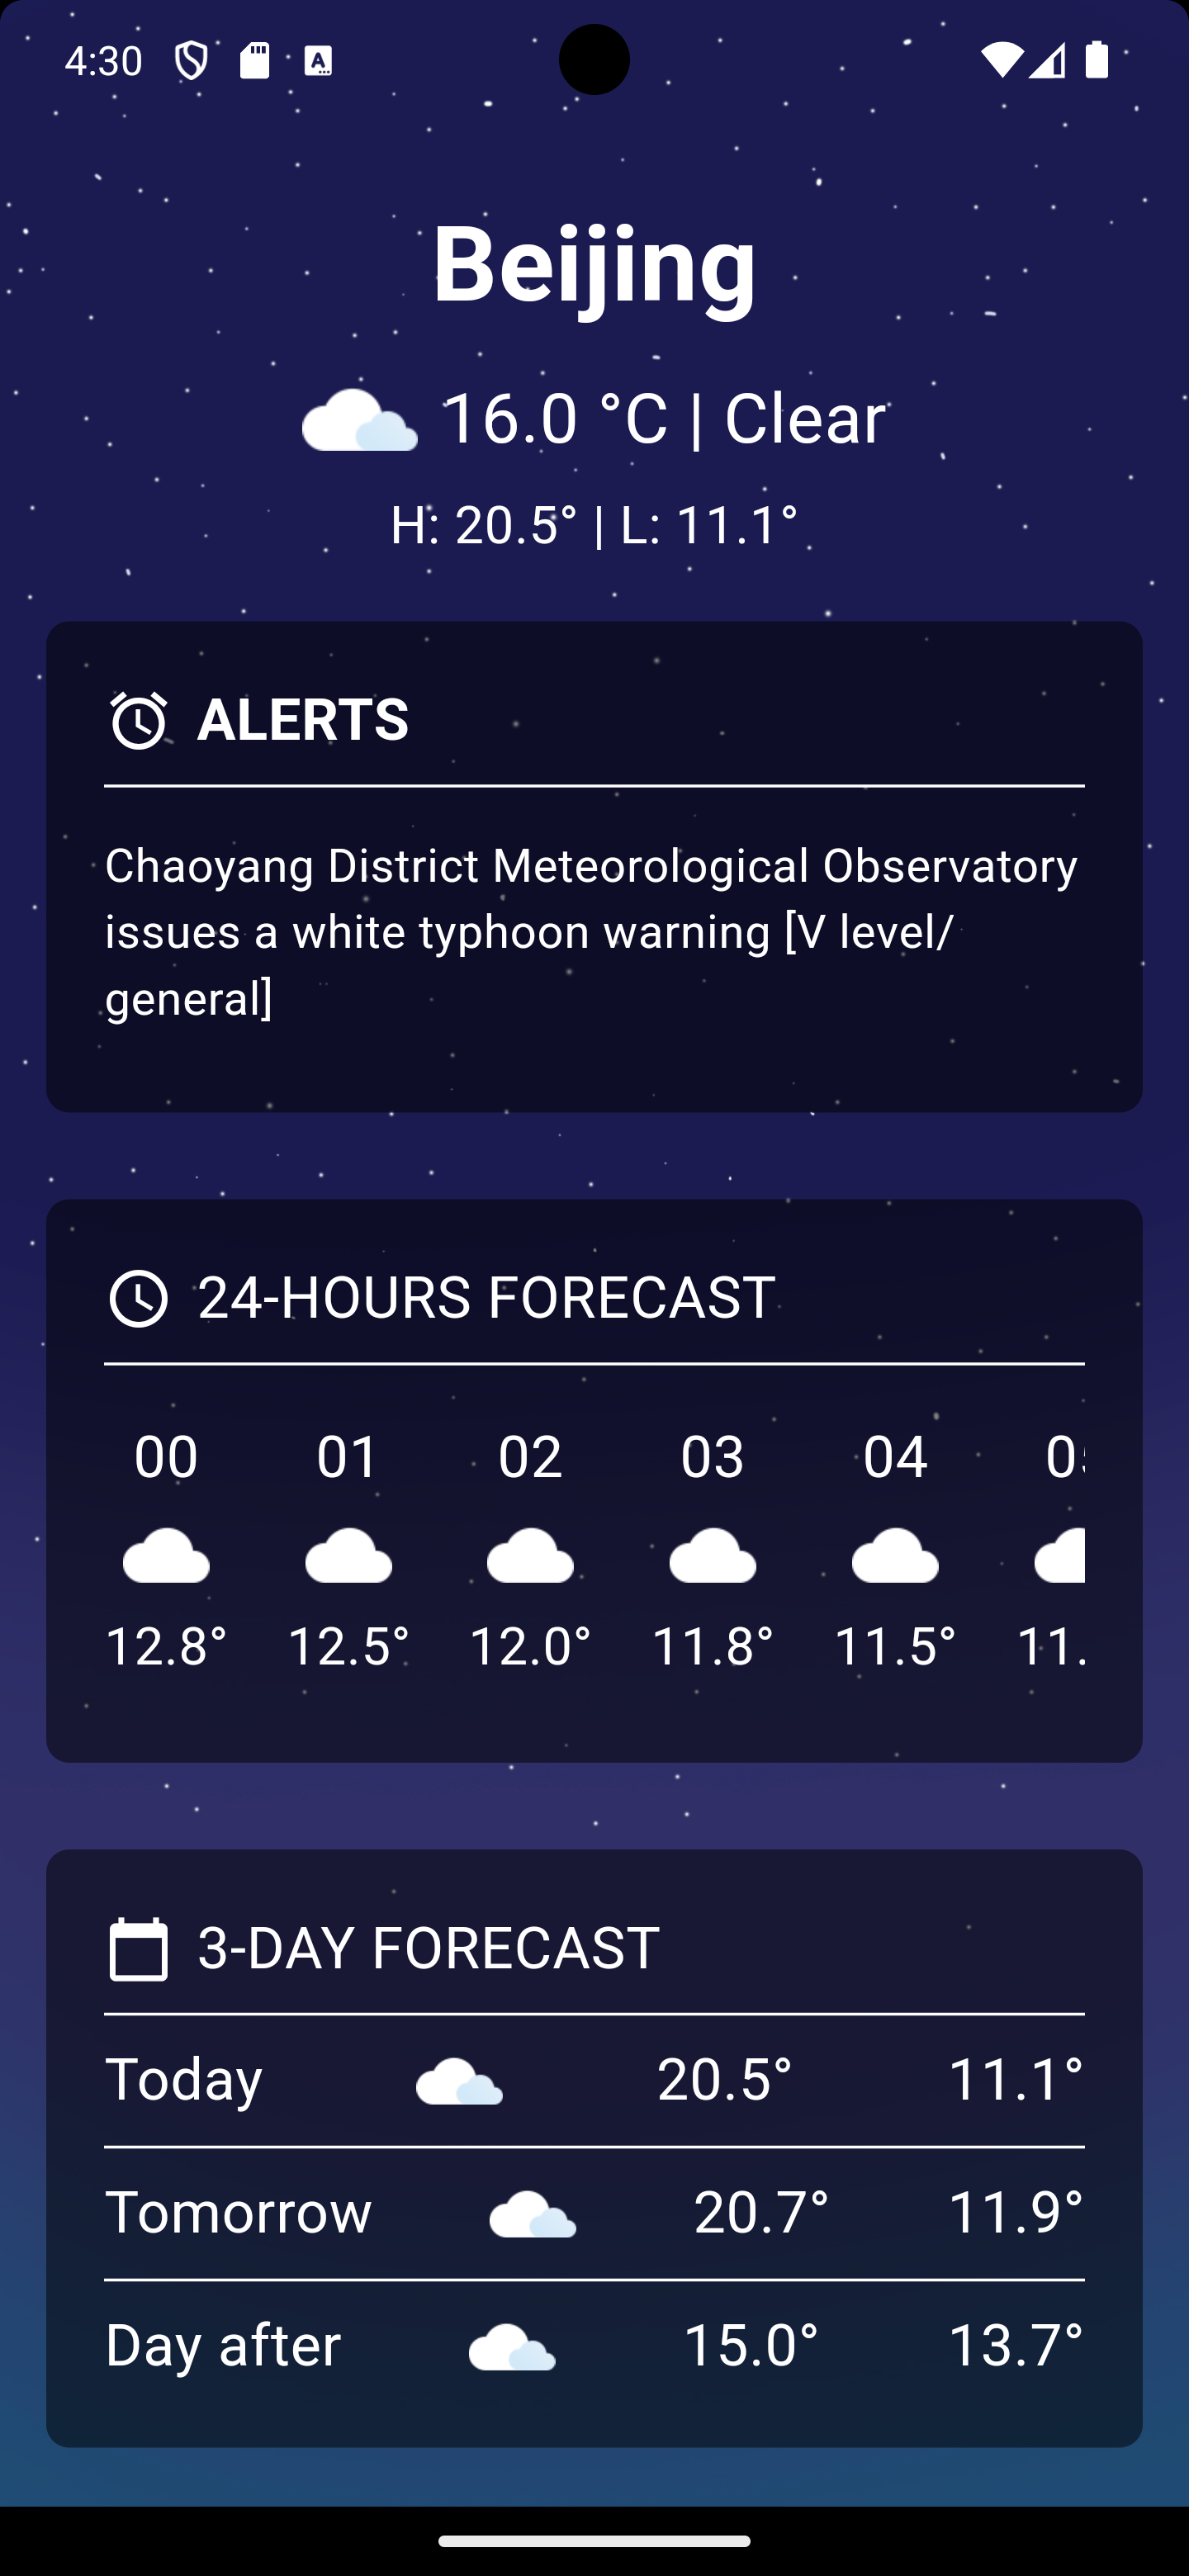 4:30
Beijing
16.0 °C | Clear
H: 20.5° | L: 11.1°
ALERTS
Chaoyang District Meteorological Observatory
issues a white typhoon warning [V level/
general]
24-HOURS FORECAST
00 01 02 03 04
12.8° 12.5° 12.0° 11.8° 11.5° 11.
3-DAY FORECAST
Today 20.5° 11.1°
Tomorrow 20.7° 11.9°
Day after 15.0° 13.7°